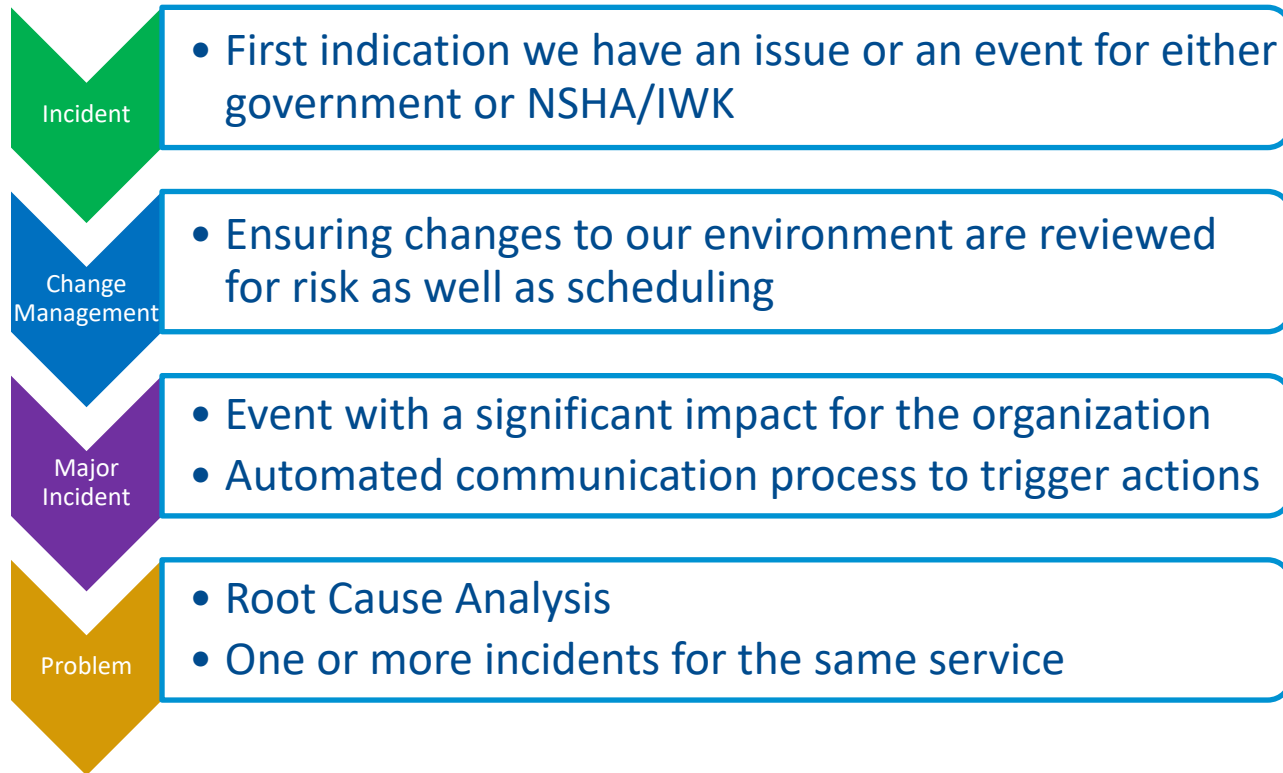 Incident
• First indication we have an issue or an event for either
government or NSHA/IWK
Change
Management
• Ensuring changes to our environment are reviewed
for risk as well as scheduling
Major
Incident
• Event with a significant impact for the organization
• Automated communication process to trigger actions
Problem
• Root Cause Analysis
• One or more incidents for the same service